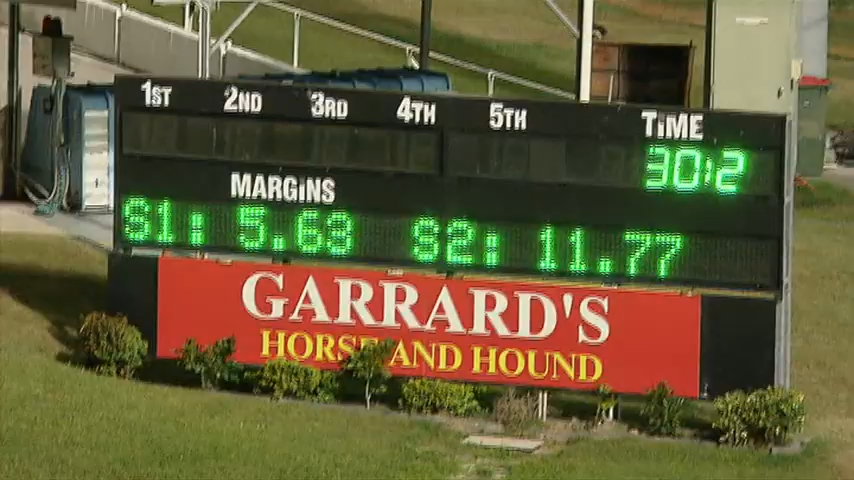 1ST 2ND 3RD 4TH 5TH TIME
30:2
MARGINS
S1: 5.63 S2: 11.77
GARRARD'S
HORSE AND HOUND